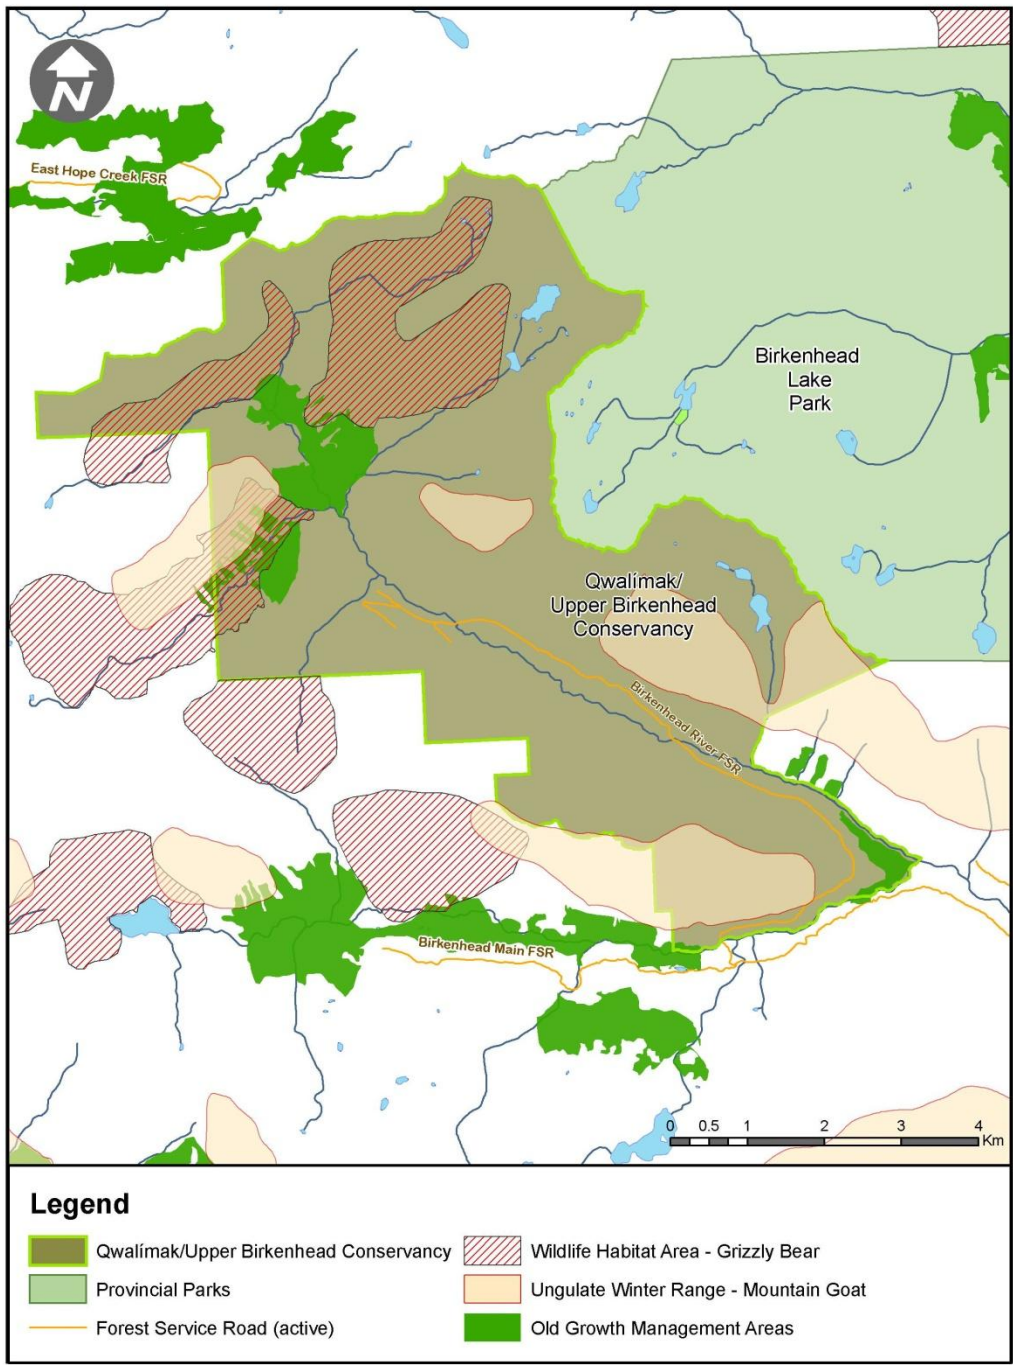 N
East Hope Creek FSR
Birkenhead
Lake
Park
Qwalímak/
Upper Birkenhead
Conservancy
Birkenhead River FSR
Birkenhead Main FSR
0 0.5 1 2 3 4
Km
Legend
Qwalímak/Upper Birkenhead Conservancy
Wildlife Habitat Area - Grizzly Bear
Provincial Parks
Ungulate Winter Range - Mountain Goat
Forest Service Road (active)
Old Growth Management Areas